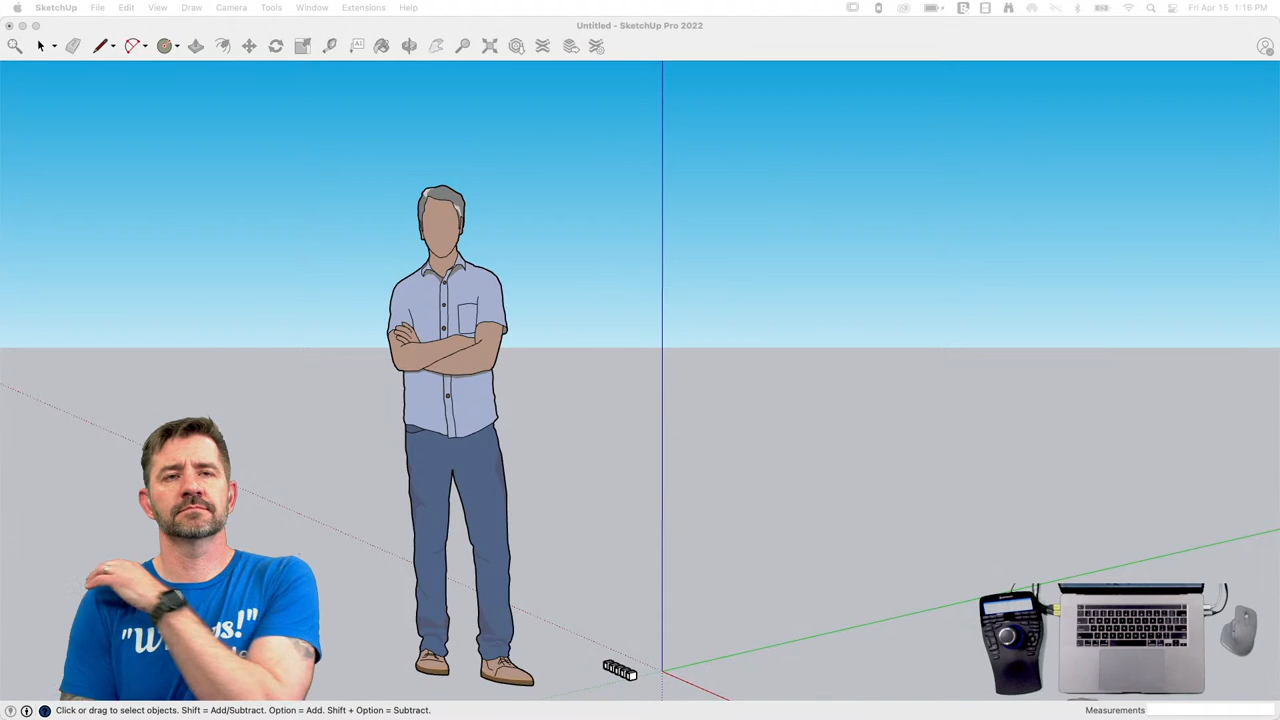 SketchUp File Edit View Draw Camera Tools Window Extensions Help
Fri Apr 15 1:16 PM
Untitled - SketchUp Pro 2022
Click or drag to select objects. Shift = Add/Subtract. Option = Add. Shift + Option = Subtract.
Measurements